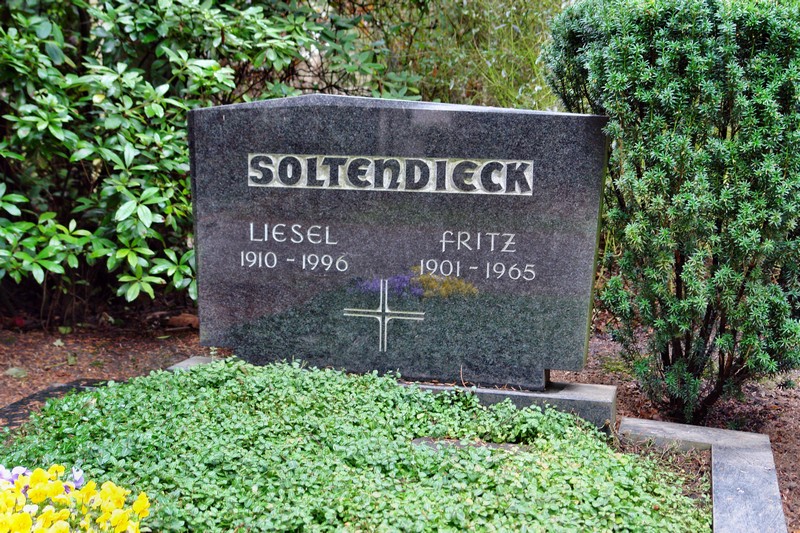 SOLTENDIECK
LIESEL FRITZ
1910 - 1996 1901 - 1965